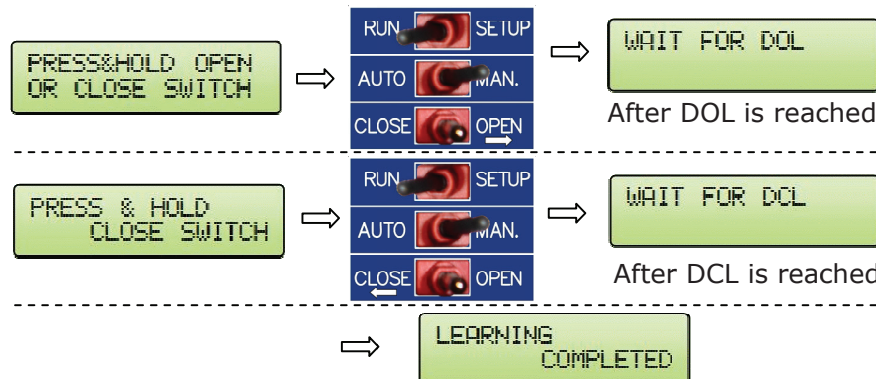 PRESS&HOLD OPEN
OR CLOSE SWITCH
RUN SETUP
AUTO MAN.
CLOSE OPEN
WAIT FOR DOL
After DOL is reached
PRESS & HOLD
CLOSE SWITCH
RUN SETUP
AUTO MAN.
CLOSE OPEN
WAIT FOR DCL
After DCL is reached
LEARNING
COMPLETED